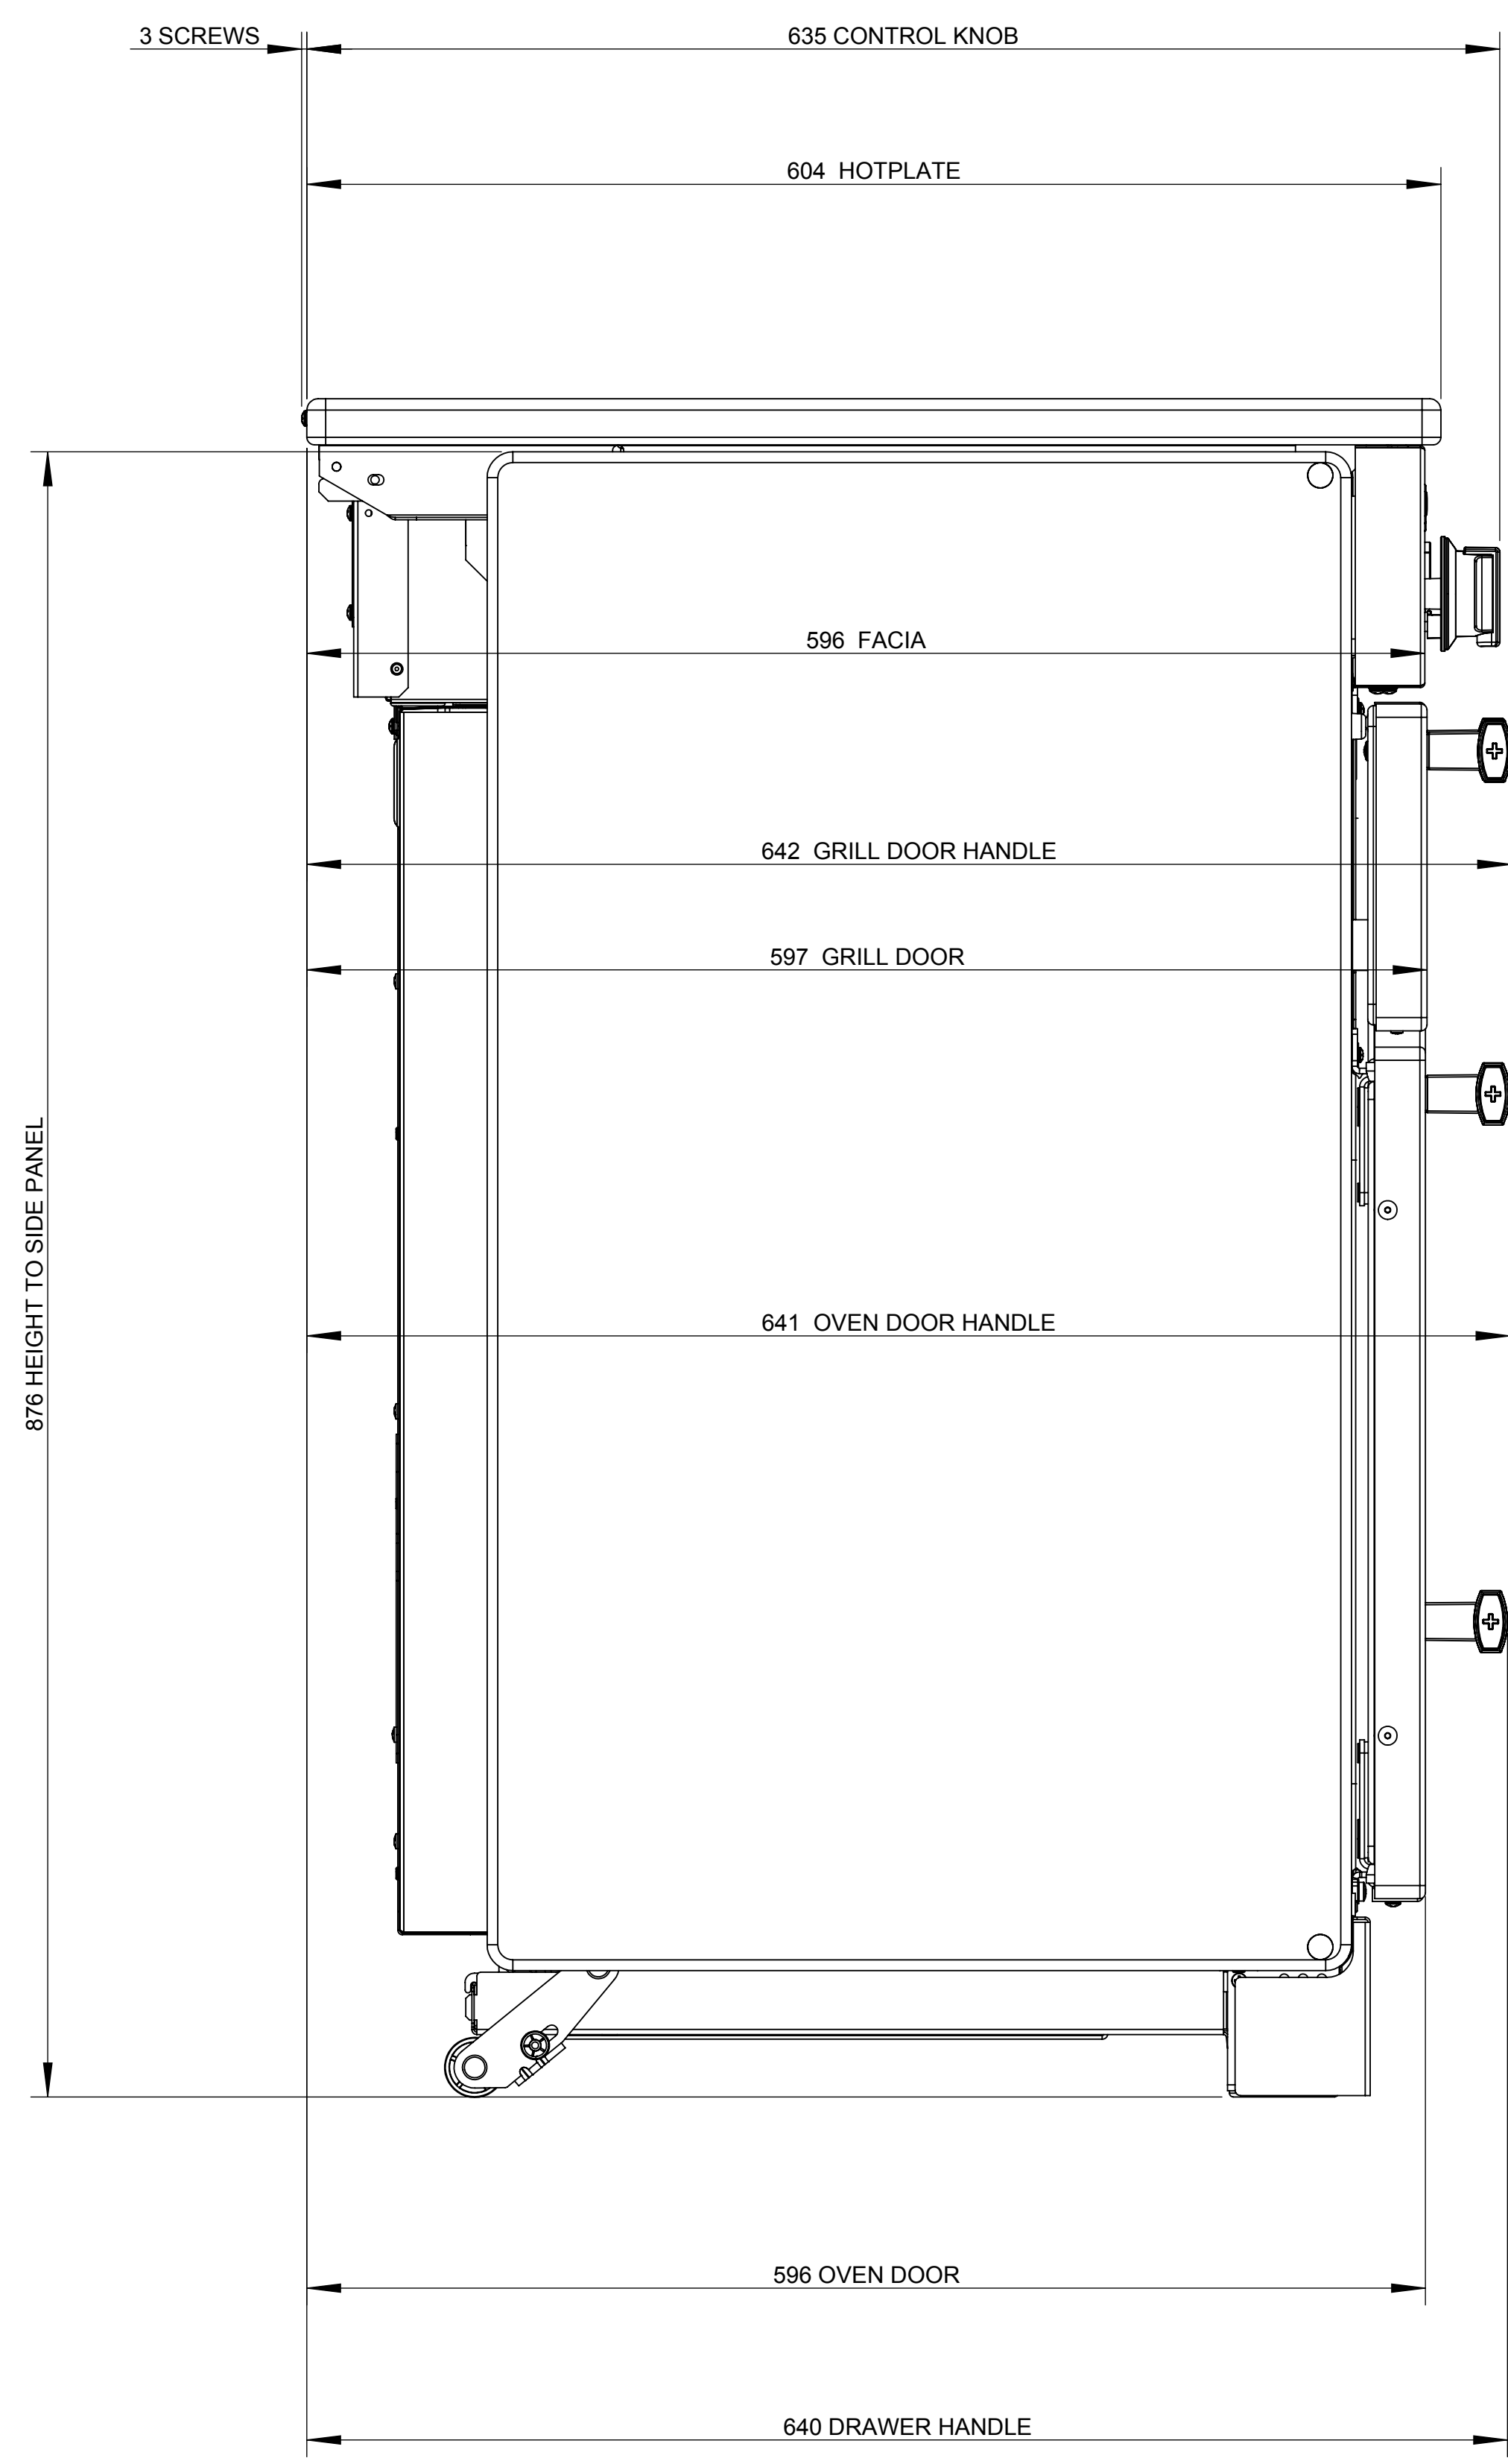 3 SCREWS
635 CONTROL KNOB
604 HOTPLATE
596 FACIA
642 GRILL DOOR HANDLE
597 GRILL DOOR
876 HEIGHT TO SIDE PANEL
641 OVEN DOOR HANDLE
596 OVEN DOOR
640 DRAWER HANDLE